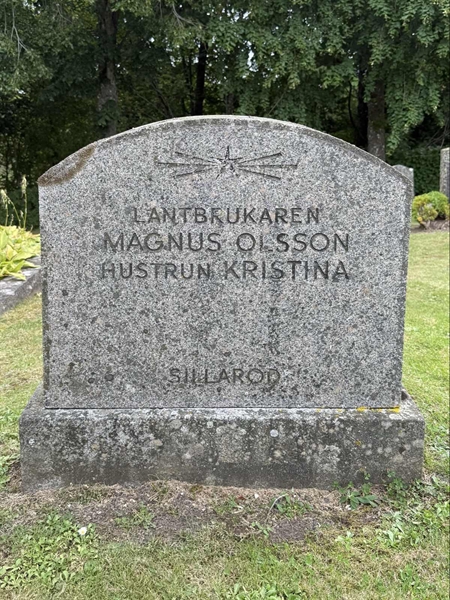 LANTBRUKAREN
MAGNUS OLSSON
HUSTRUN KRISTINA
SILLARÖD